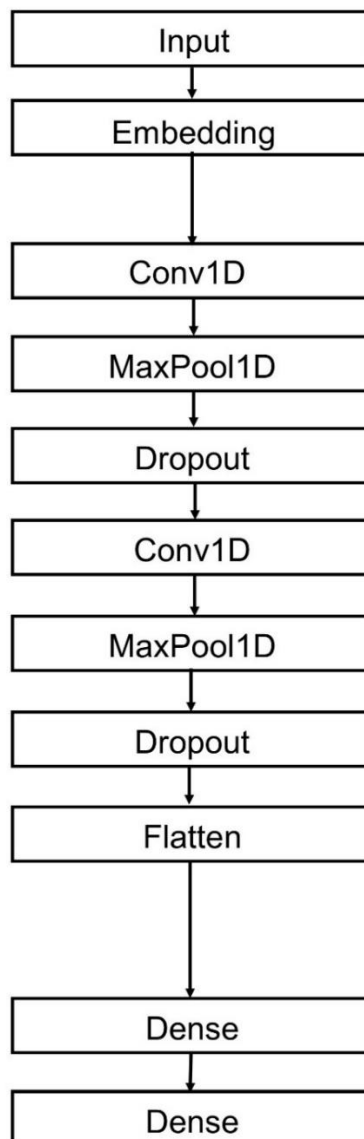 Input
Embedding
Conv1D
MaxPool1D
Dropout
Conv1D
MaxPool1D
Dropout
Flatten
Dense
Dense